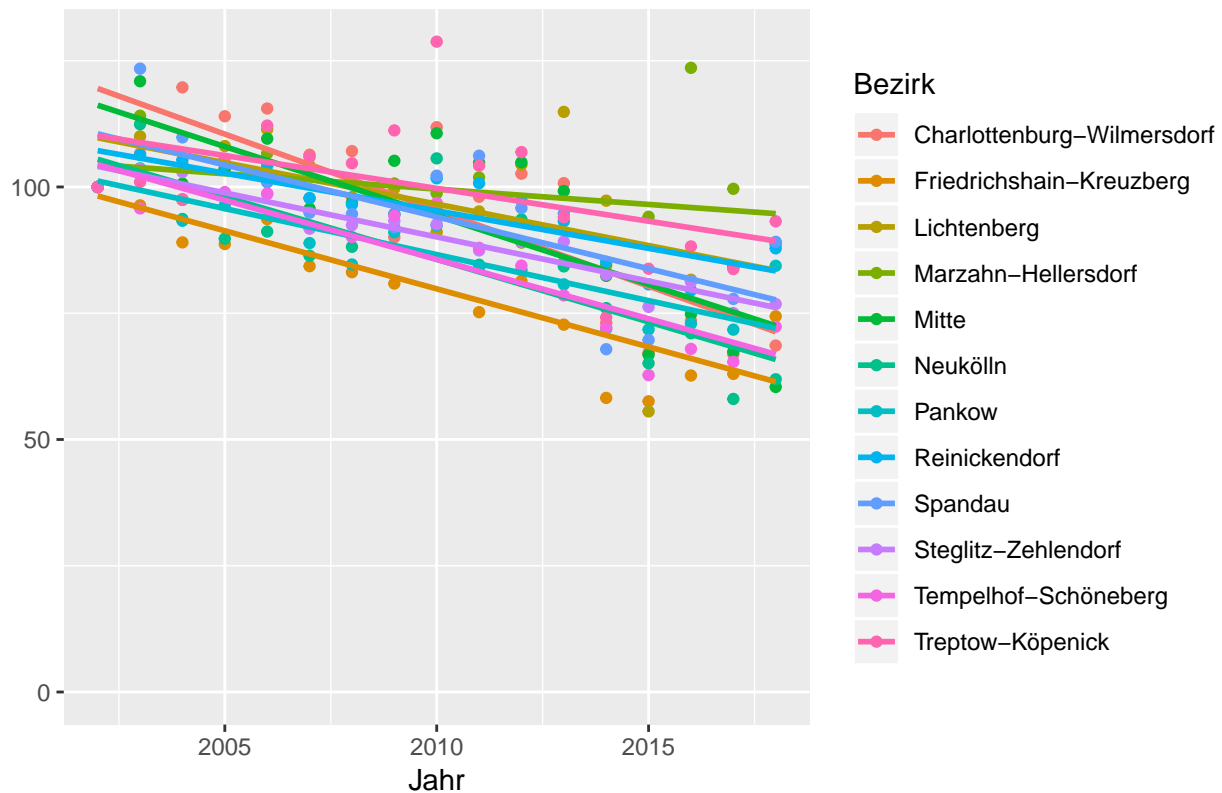 100
50
0
2005
2010
2015
Jahr
Bezirk
Charlottenburg−Wilmersdorf
Friedrichshain−Kreuzberg
Lichtenberg
Marzahn−Hellersdorf
Mitte
Neukölln
Pankow
Reinickendorf
Spandau
Steglitz−Zehlendorf
Tempelhof−Schöneberg
Treptow−Köpenick